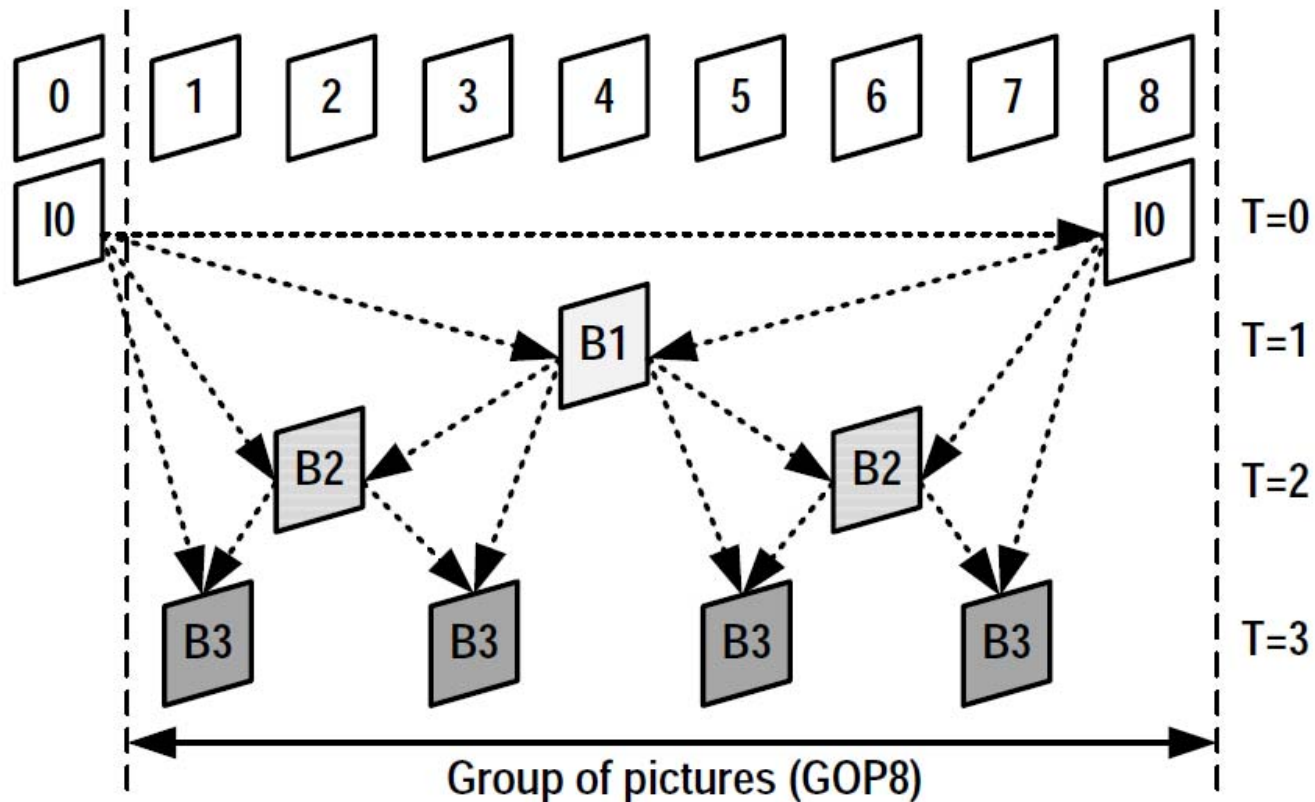 0 1 2 3 4 5 6 7 8
I0 I0 T=0
B1 T=1
B2 B2 T=2
B3 B3 B3 B3 T=3
Group of pictures (GOP8)